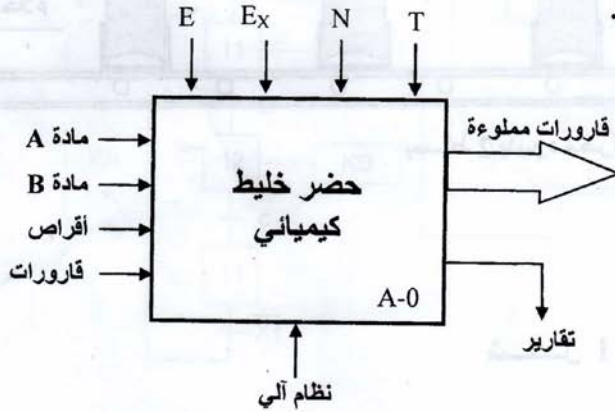 E Ex N T
مادة A
مادة B
أقراص
قارورات
حضر خليط
كيميائي
A-0
قارورات مملوءة
تقارير
نظام آلي